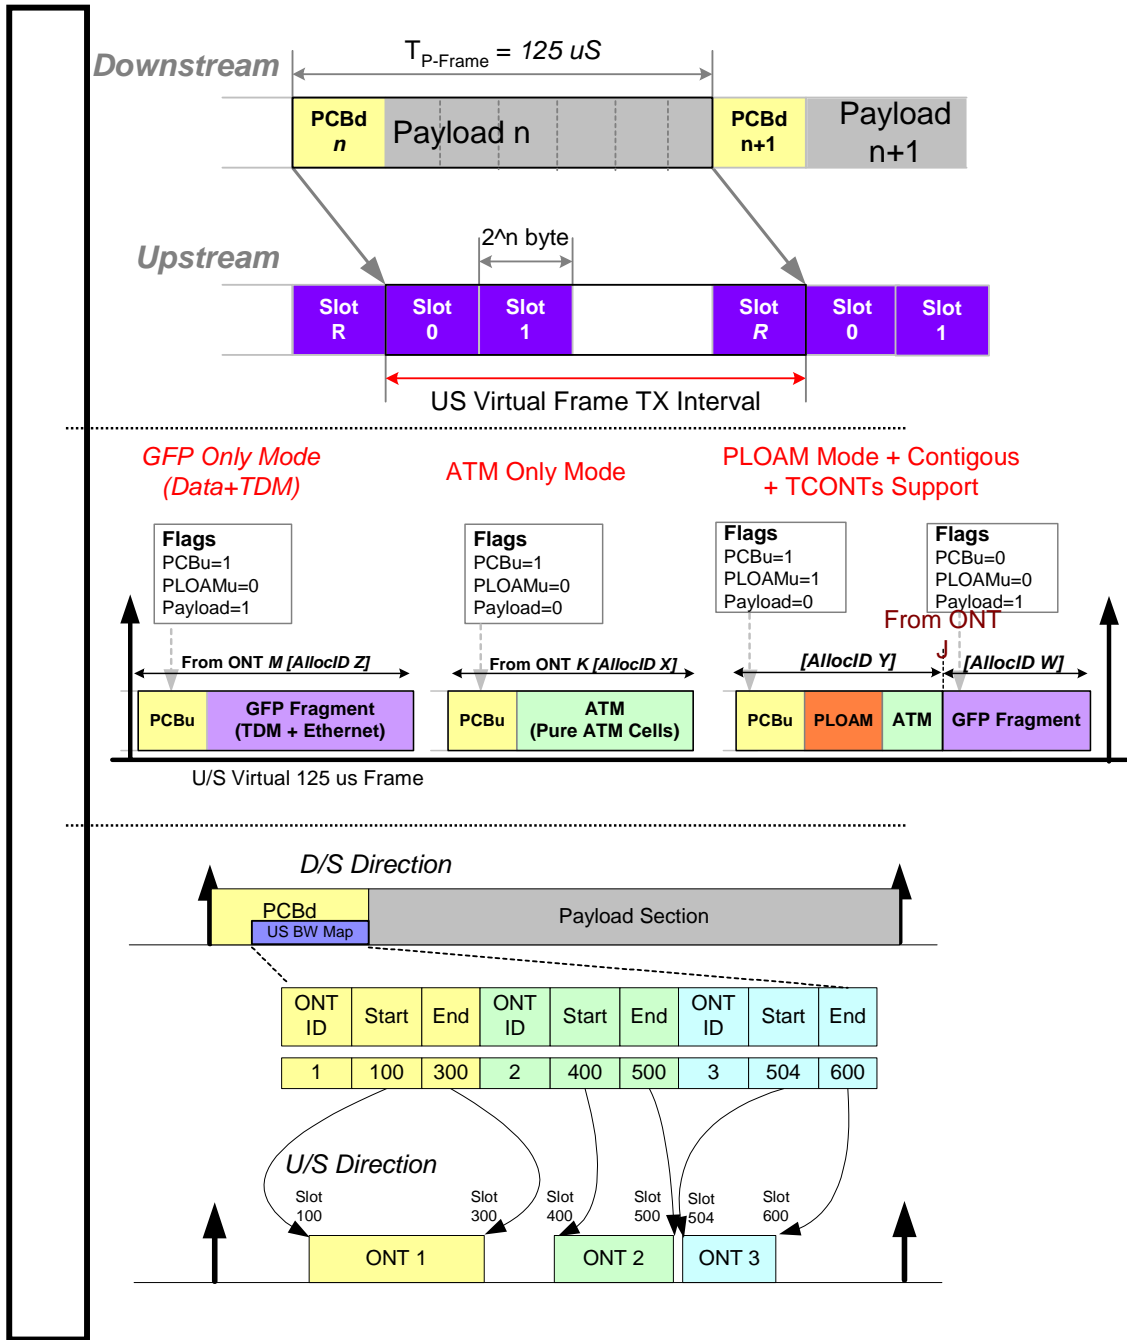 T P-Frame = 125 uS
Downstream
PCBd
n
Payload n
PCBd
n+1
Payload
n+1
2^n byte
Upstream
Slot
R
Slot
0
Slot
1
Slot
R
Slot
0
Slot
1
US Virtual Frame TX Interval
GFP Only Mode
(Data+TDM)
ATM Only Mode
PLOAM Mode + Contigous
+ TCONTs Support
Flags
PCBu=1
PLOAMu=0
Payload=1
Flags
PCBu=1
PLOAMu=0
Payload=0
Flags
PCBu=1
PLOAMu=1
Payload=0
Flags
PCBu=0
PLOAMu=0
Payload=1
From ONT
J
From ONT M [AllocID Z]
From ONT K [AllocID X]
[AllocID Y]
[AllocID W]
PCBu
GFP Fragment
(TDM + Ethernet)
PCBu
ATM
(Pure ATM Cells)
PCBu
PLOAM
ATM
GFP Fragment
U/S Virtual 125 us Frame
D/S Direction
PCBd
US BW Map
Payload Section
ONT
ID
Start
End
ONT
ID
Start
End
ONT
ID
Start
End
1
100
300
2
400
500
3
504
600
U/S Direction
Slot
100
Slot
300
Slot
400
Slot
500
Slot
504
Slot
600
ONT 1
ONT 2
ONT 3